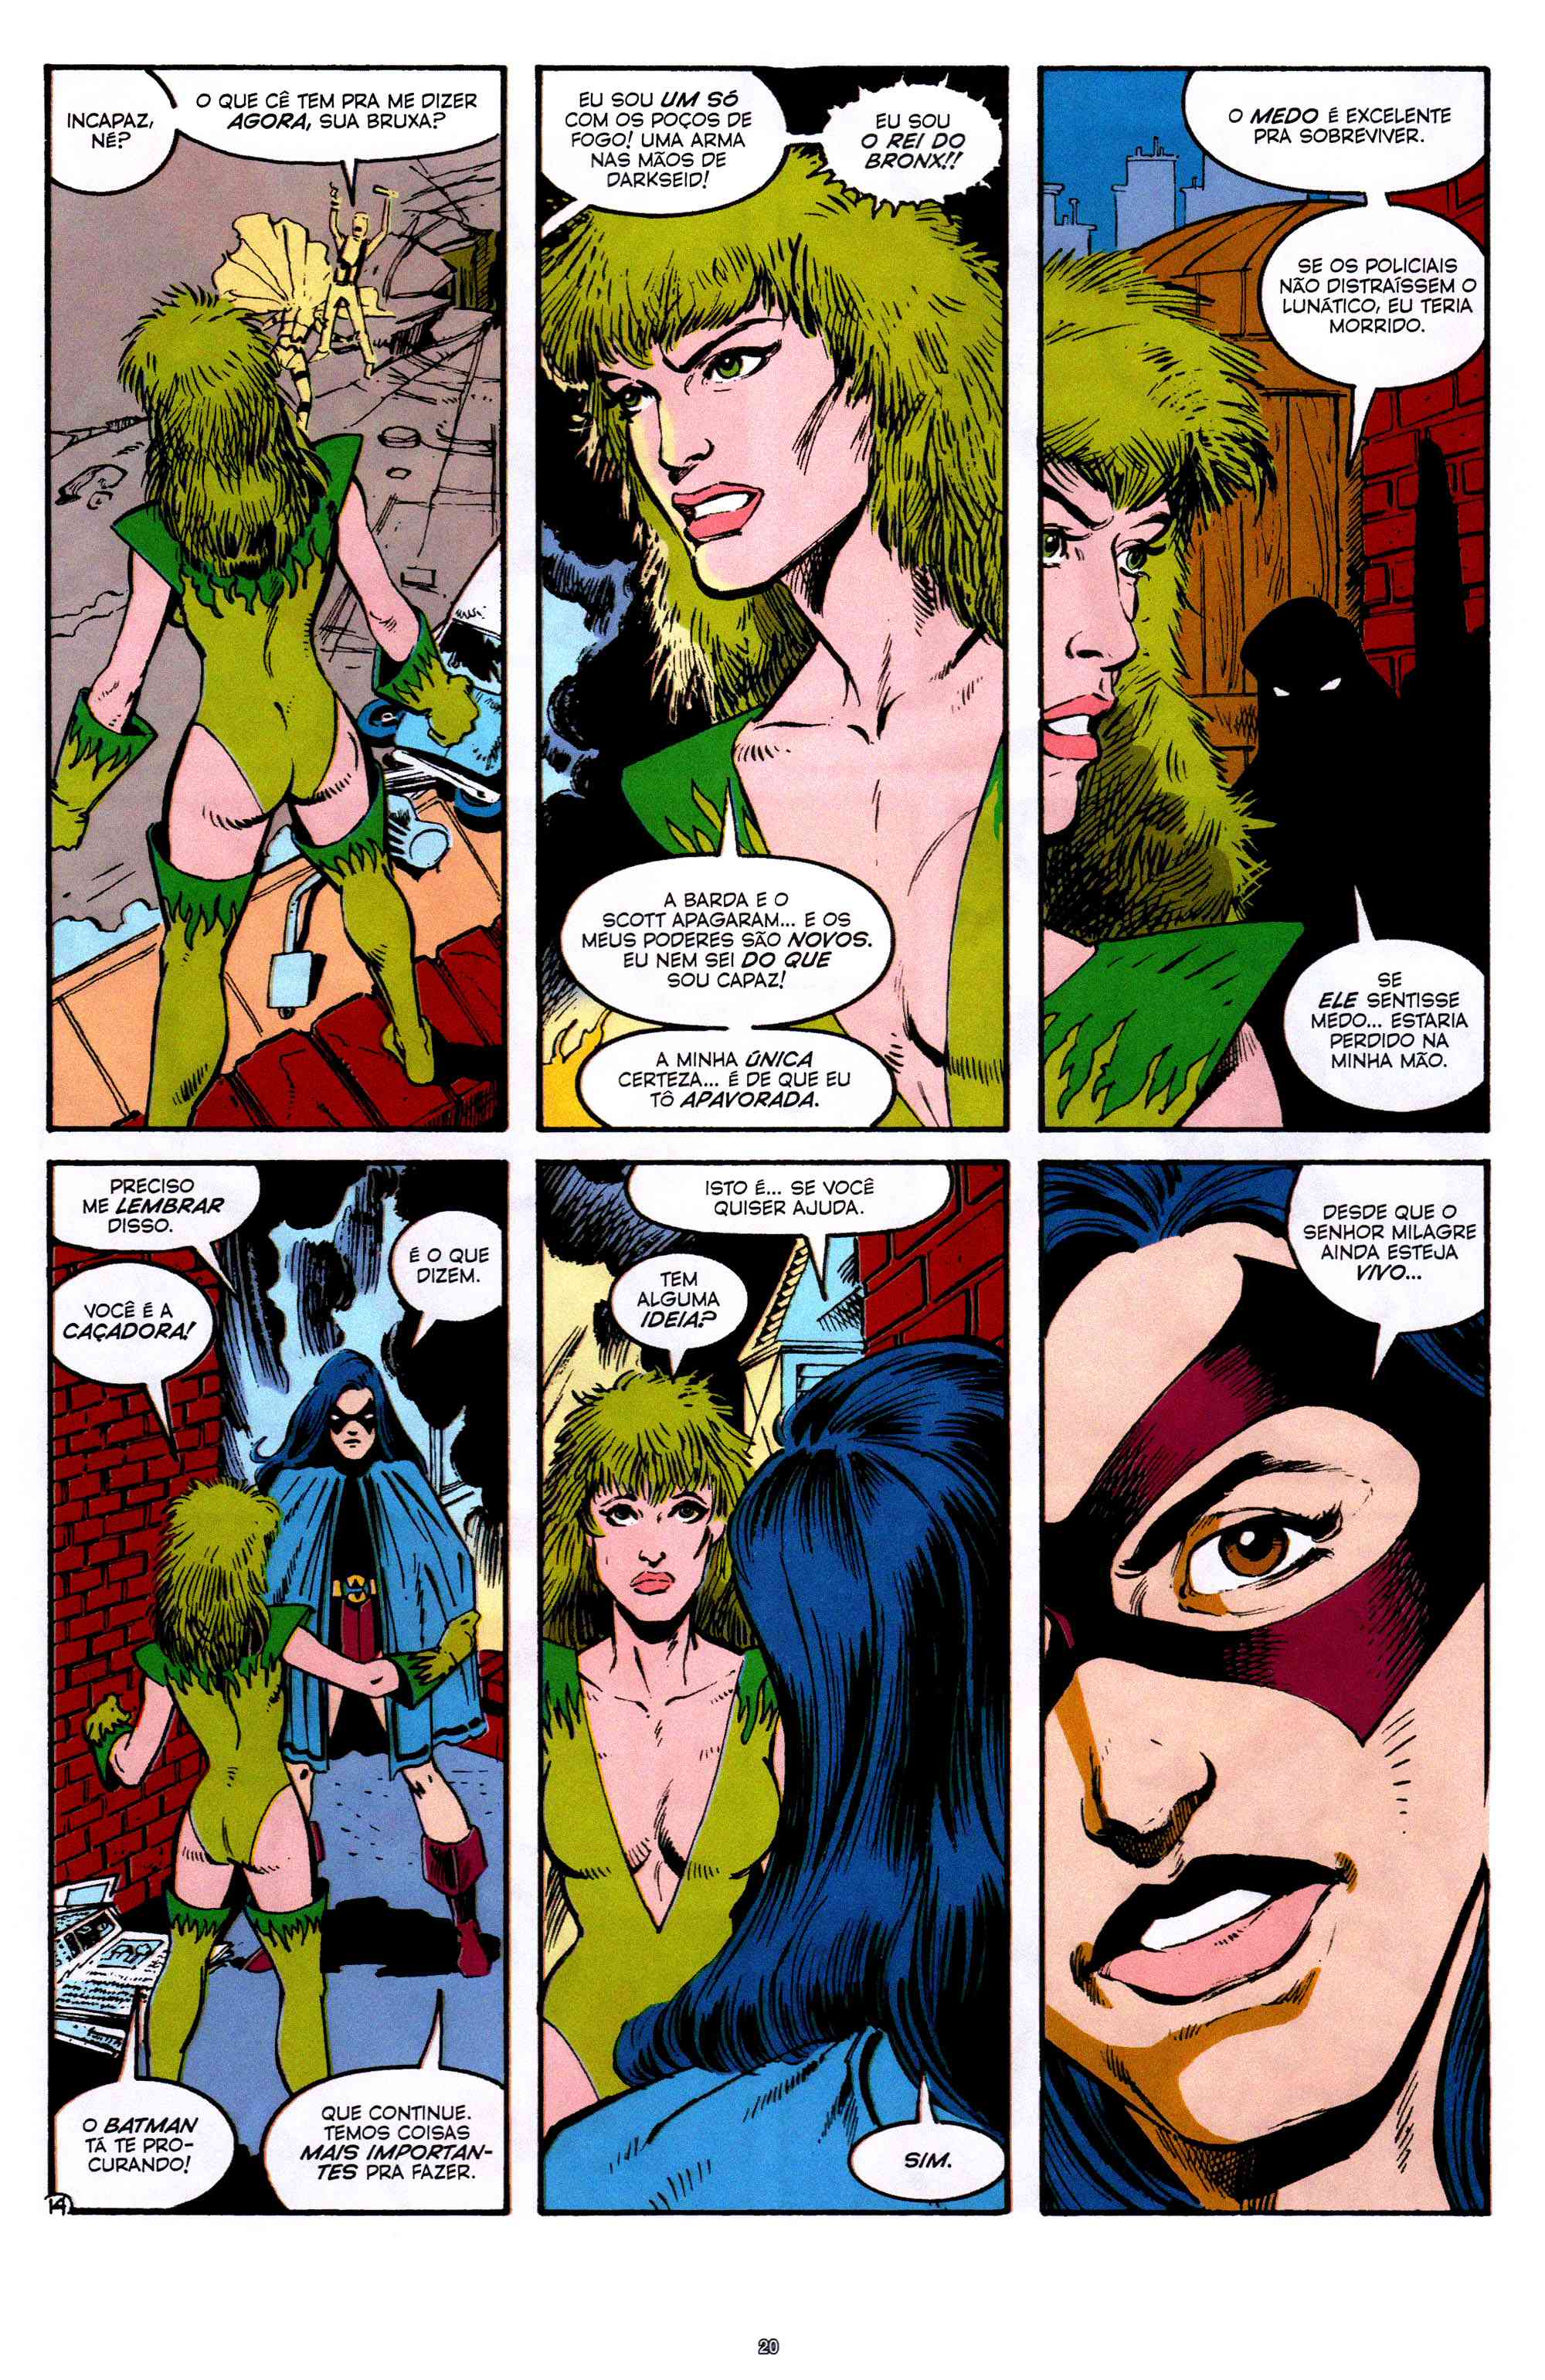 INCAPAZ,
NÉ?
O QUE CÊ TEM PRA ME DIZER
AGORA, SUA BRUXA?
EU SOU UM SÓ
COM OS POÇOS DE
FOGO! UMA ARMA
NAS MÃOS DE
DARKSEID!
EU SOU
O REI DO
BRONX!!
A BARDA E O
SCOTT APAGARAM... E OS
MEUS PODERES SÃO NOVOS.
EU NEM SEI DO QUE
SOU CAPAZ!
A MINHA ÚNICA
CERTEZA... É DE QUE EU
TÔ APAVORADA.
O MEDO É EXCELENTE
PRA SOBREVIVER.
SE OS POLICIAIS
NÃO DISTRAÍSSEM O
LUNÁTICO, EU TERIA
MORRIDO.
SE
ELE SENTISSE
MEDO... ESTARIA
PERDIDO NA
MINHA MÃO.
PRECISO
ME LEMBRAR
DISSO.
VOCÊ É A
CAÇADORA!
É O QUE
DIZEM.
O BATMAN
TÁ TE PRO-
CURANDO!
QUE CONTINUE.
TEMOS COISAS
MAIS IMPORTAN-
TES PRA FAZER.
14
ISTO É... SE VOCÊ
QUISER AJUDA.
TEM
ALGUMA
IDEIA?
SIM.
DESDE QUE O
SENHOR MILAGRE
AINDA ESTEJA
VIVO...
20